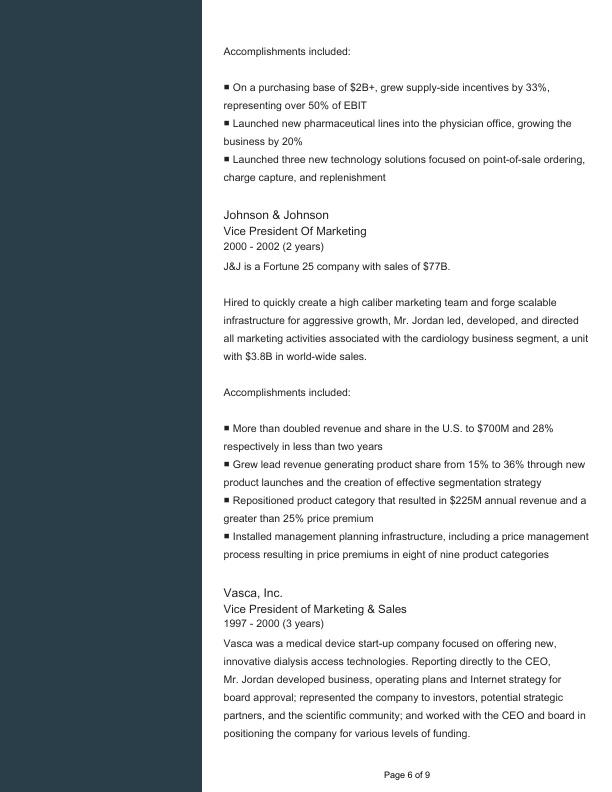 Accomplishments included:
■ On a purchasing base of $2B+, grew supply-side incentives by 33%,
representing over 50% of EBIT
■ Launched new pharmaceutical lines into the physician office, growing the
business by 20%
■ Launched three new technology solutions focused on point-of-sale ordering,
charge capture, and replenishment
Johnson & Johnson
Vice President Of Marketing
2000 - 2002 (2 years)
J&J is a Fortune 25 company with sales of $77B.
Hired to quickly create a high caliber marketing team and forge scalable
infrastructure for aggressive growth, Mr. Jordan led, developed, and directed
all marketing activities associated with the cardiology business segment, a unit
with $3.8B in world-wide sales.
Accomplishments included:
■ More than doubled revenue and share in the U.S. to $700M and 28%
respectively in less than two years
■ Grew lead revenue generating product share from 15% to 36% through new
product launches and the creation of effective segmentation strategy
■ Repositioned product category that resulted in $225M annual revenue and a
greater than 25% price premium
■ Installed management planning infrastructure, including a price management
process resulting in price premiums in eight of nine product categories
Vasca, Inc.
Vice President of Marketing & Sales
1997 - 2000 (3 years)
Vasca was a medical device start-up company focused on offering new,
innovative dialysis access technologies. Reporting directly to the CEO,
Mr. Jordan developed business, operating plans and Internet strategy for
board approval; represented the company to investors, potential strategic
partners, and the scientific community; and worked with the CEO and board in
positioning the company for various levels of funding.
Page 6 of 9